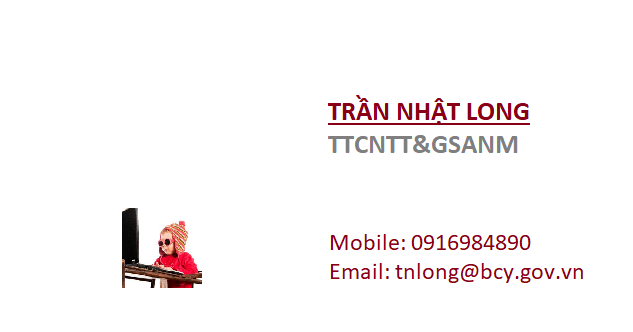 TRẦN NHẬT LONG
TTCNTT&GSANM
Mobile: 0916984890
Email: tnlong@bcy.gov.vn